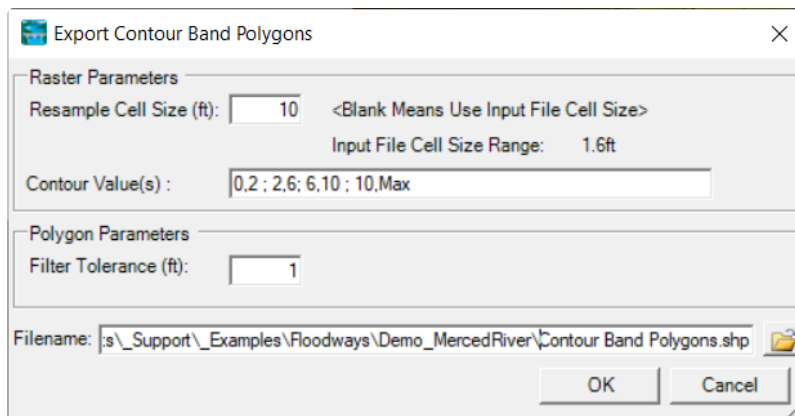 Export Contour Band Polygons
Raster Parameters
Resample Cell Size (ft): 10 <Blank Means Use Input File Cell Size>
Input File Cell Size Range: 1.6ft
Contour Value(s) : 0,2 ; 2,6; 6,10 ; 10,Max
Polygon Parameters
Filter Tolerance (ft): 1
Filename: :s\_Support\_Examples\Floodways\Demo_MercedRiver\Contour Band Polygons.shp
OK Cancel